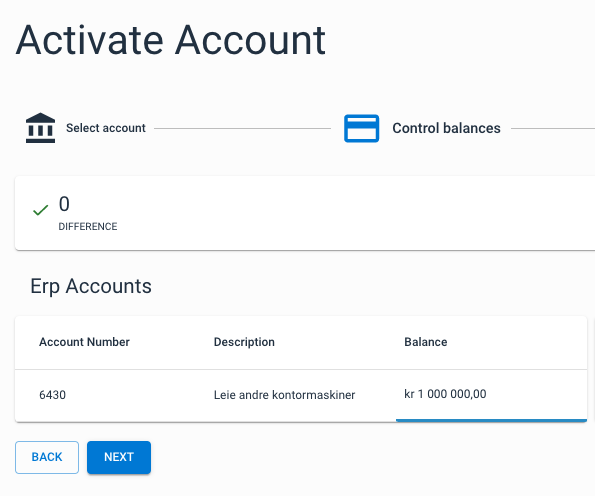 Activate Account
Select account
Control balances
0
DIFFERENCE
Erp Accounts
Account Number Description Balance
6430 Leie andre kontormaskiner kr 1 000 000,00
BACK NEXT